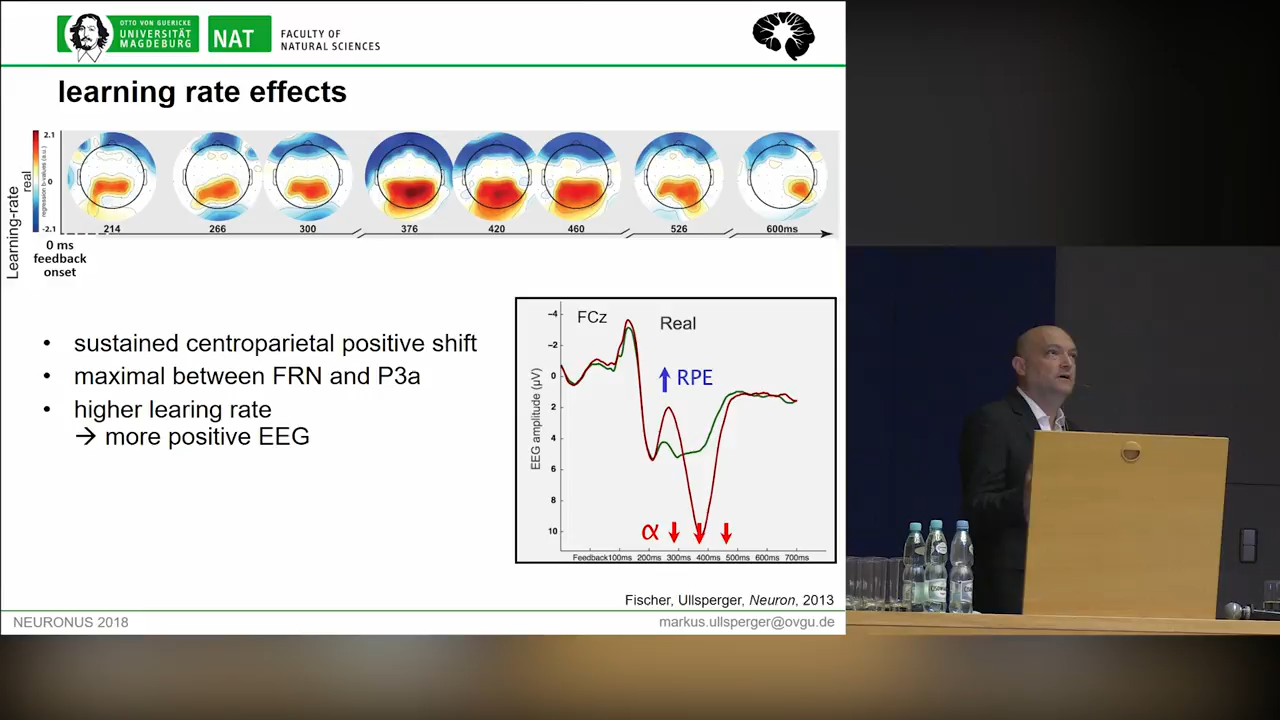 OTTO VON GUERICKE
UNIVERSITÄT
MAGDEBURG
NAT
FACULTY OF
NATURAL SCIENCES
learning rate effects
Learning-rate
real
regression b-values (a.u.)
2.1
0
-2.1
214
266
300
376
420
460
526
600ms
0 ms
feedback
onset
• sustained centroparietal positive shift
• maximal between FRN and P3a
• higher learing rate
→ more positive EEG
FCz
Real
↑ RPE
EEG amplitude (µV)
−4
−2
0
2
4
6
8
10
α ↓ ↓ ↓
Feedback 100ms 200ms 300ms 400ms 500ms 600ms 700ms
Fischer, Ullsperger, Neuron, 2013
NEURONUS 2018
markus.ullsperger@ovgu.de